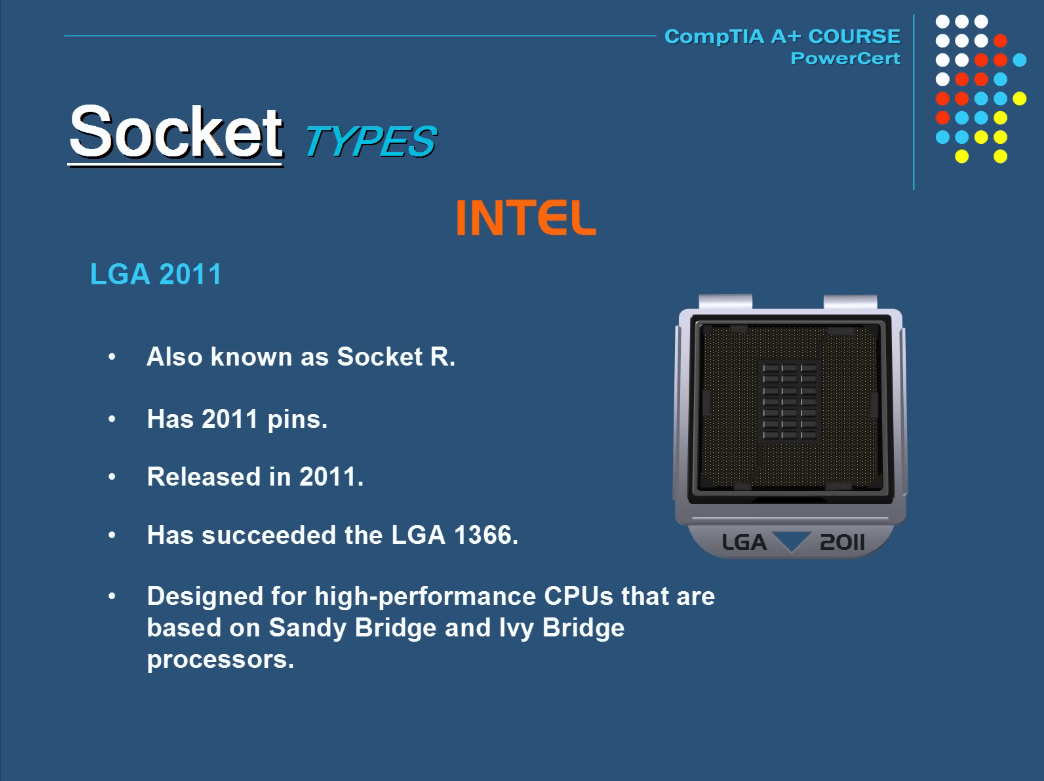 CompTIA A+ COURSE
PowerCert
Socket TYPES
INTEL
LGA 2011
• Also known as Socket R.
• Has 2011 pins.
• Released in 2011.
• Has succeeded the LGA 1366.
• Designed for high-performance CPUs that are
based on Sandy Bridge and Ivy Bridge
processors.
LGA 2011